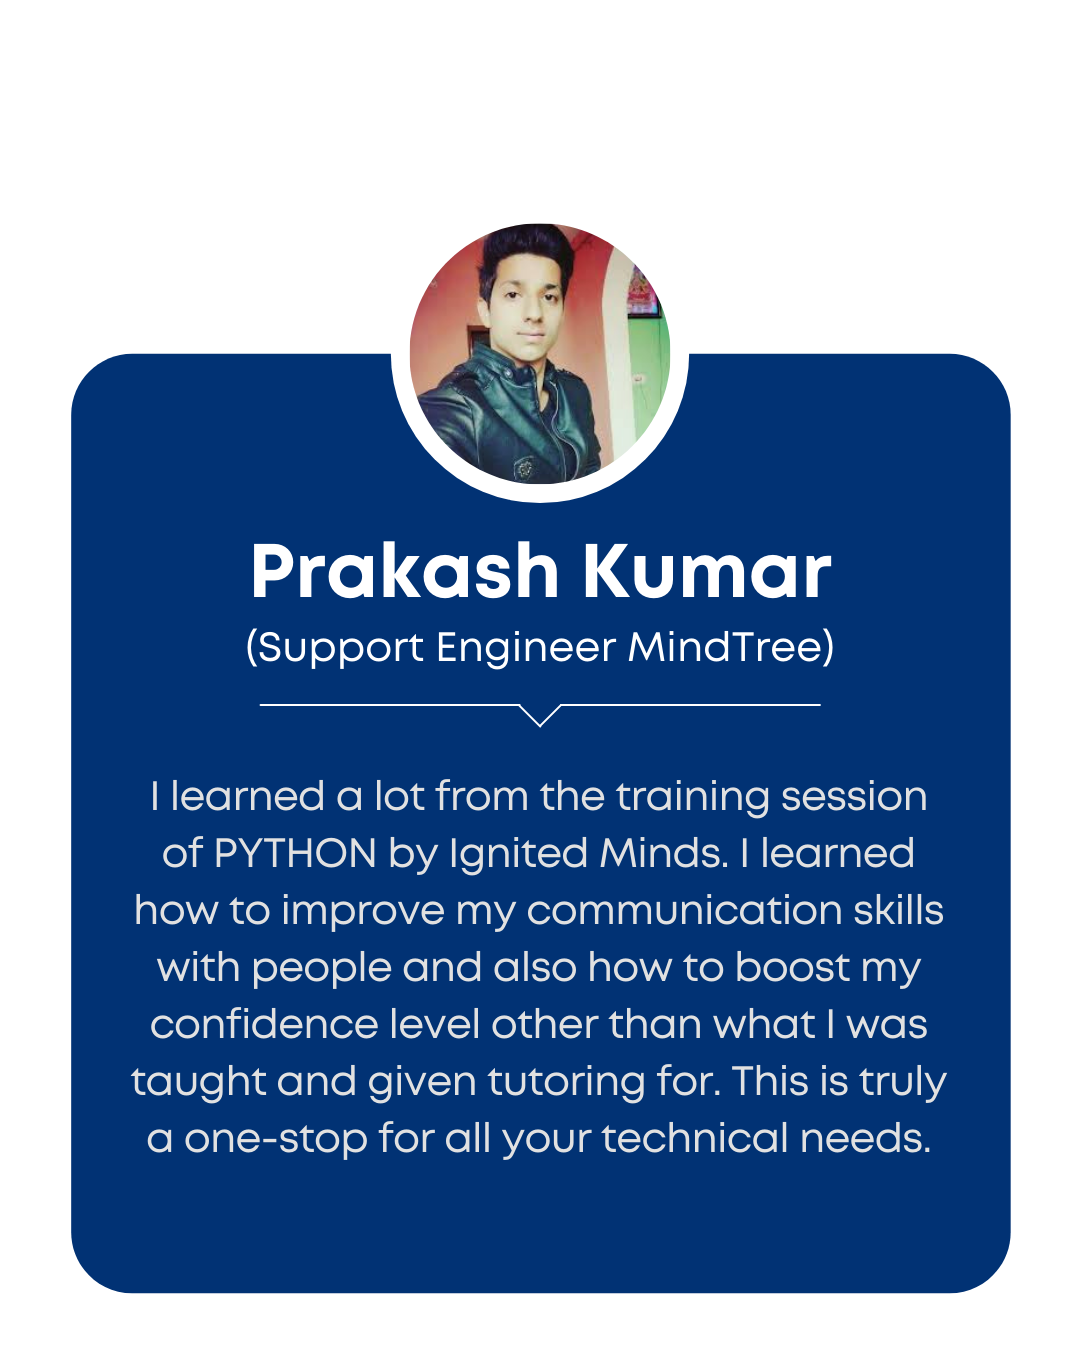 Prakash Kumar
(Support Engineer MindTree)
I learned a lot from the training session
of PYTHON by Ignited Minds. I learned
how to improve my communication skills
with people and also how to boost my
confidence level other than what I was
taught and given tutoring for. This is truly
a one-stop for all your technical needs.